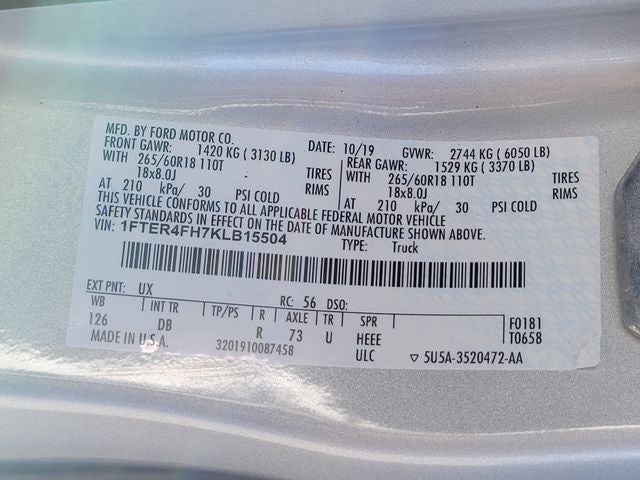 MFD. BY FORD MOTOR CO. DATE: 10/19 GVWR: 2744 KG ( 6050 LB)
FRONT GAWR: 1420 KG ( 3130 LB) REAR GAWR: 1529 KG ( 3370 LB)
WITH 265/60R18 110T TIRES WITH 265/60R18 110T TIRES
18x8.0J RIMS 18x8.0J RIMS
AT 210 kPa/ 30 PSI COLD AT 210 kPa/ 30 PSI COLD
THIS VEHICLE CONFORMS TO ALL APPLICABLE FEDERAL MOTOR VEHICLE
SAFETY AND THEFT PREVENTION STANDARDS IN EFFECT ON THE DATE OF
MANUFACTURE SHOWN ABOVE.
VIN: 1FTER4FH7KLB15504 TYPE: Truck
EXT PNT: UX RC: 56 DSO:
WB INT TR TP/PS R AXLE TR SPR F0181
126 DB R 73 U HEEE T0658
MADE IN U.S.A. 3201910087458 ULC ▽ 5U5A-3520472-AA